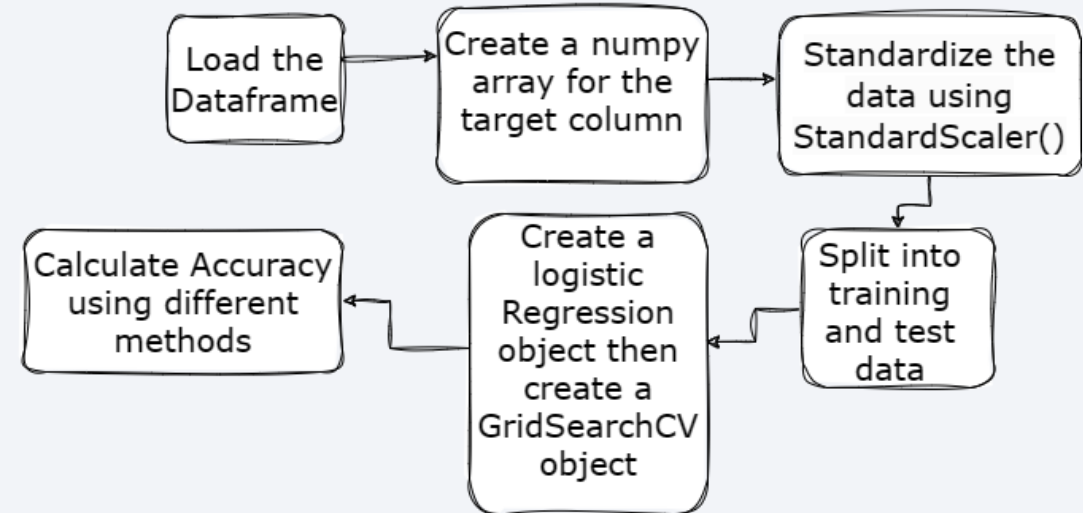 Load the
Dataframe
Create a numpy
array for the
target column
Standardize the
data using
StandardScaler()
Split into
training
and test
data
Create a
logistic
Regression
object then
create a
GridSearchCV
object
Calculate Accuracy
using different
methods